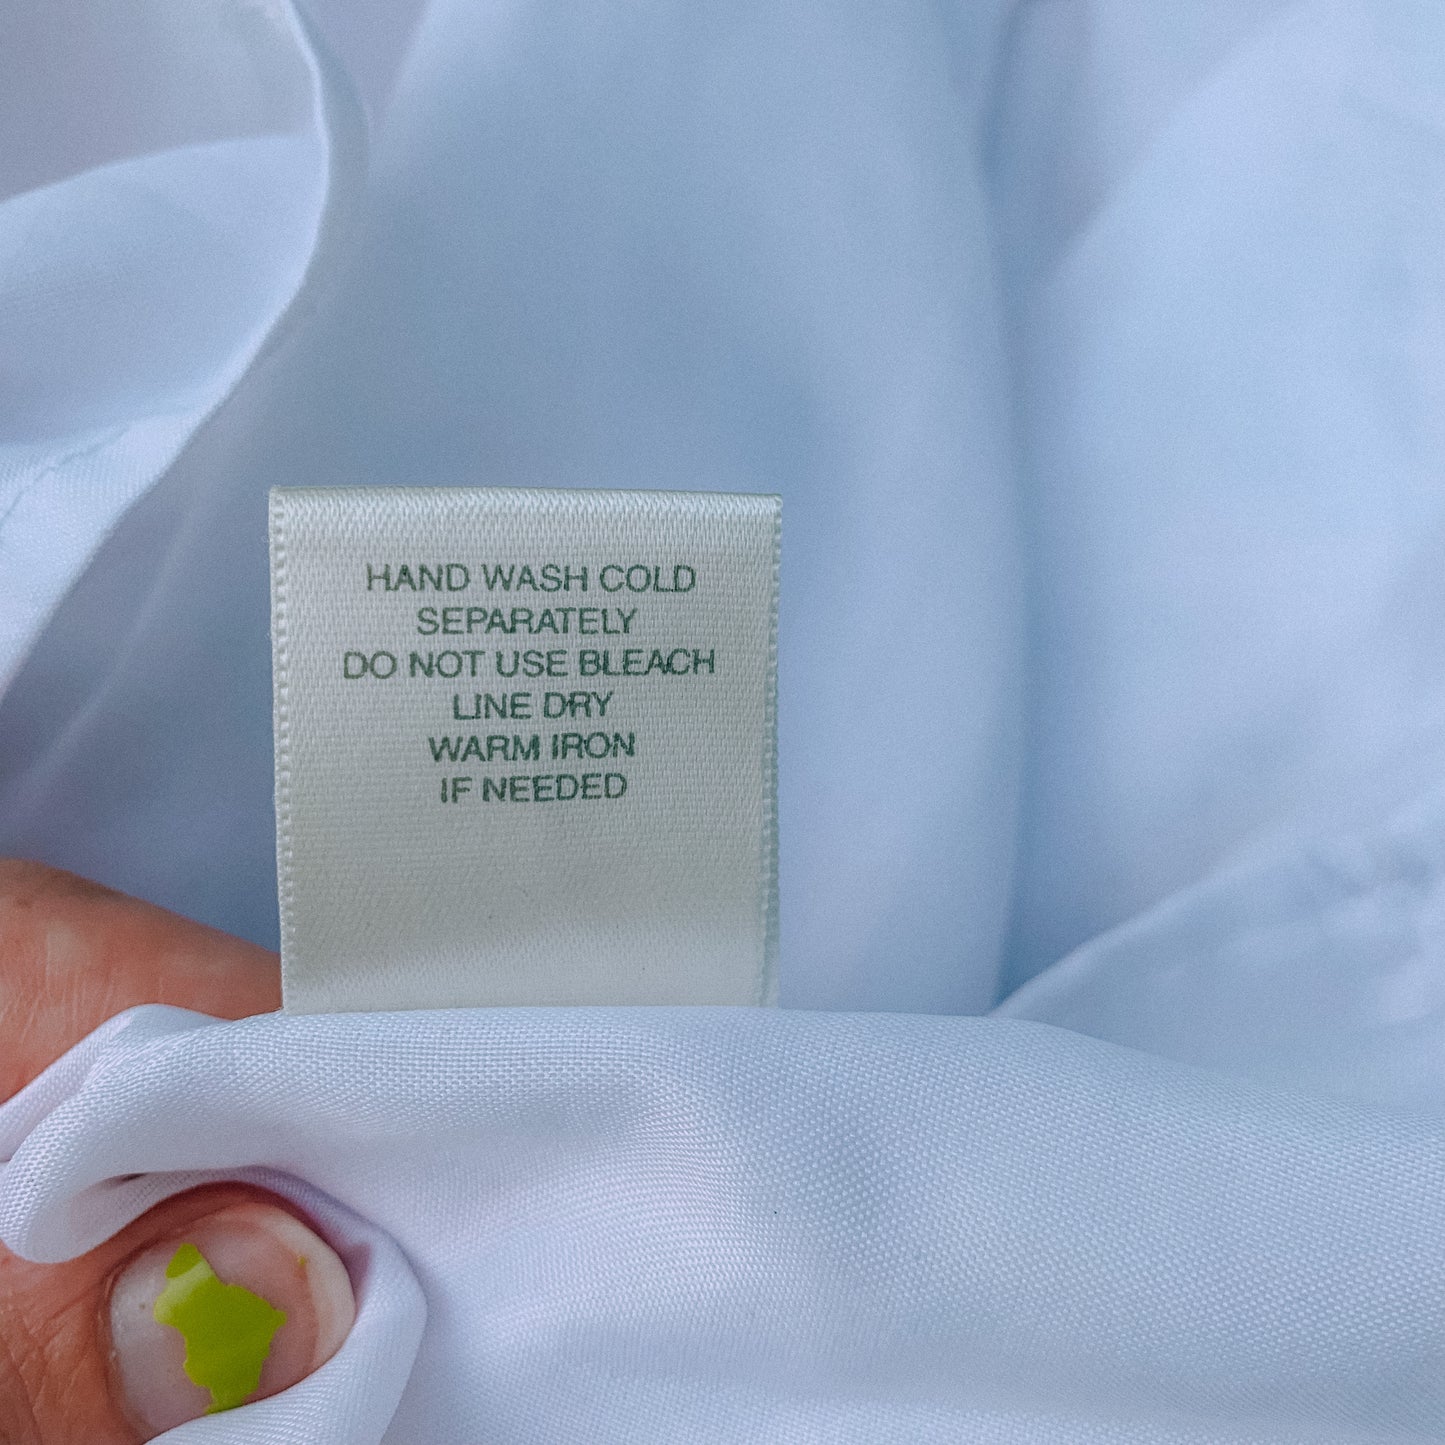 HAND WASH COLD
SEPARATELY
DO NOT USE BLEACH
LINE DRY
WARM IRON
IF NEEDED